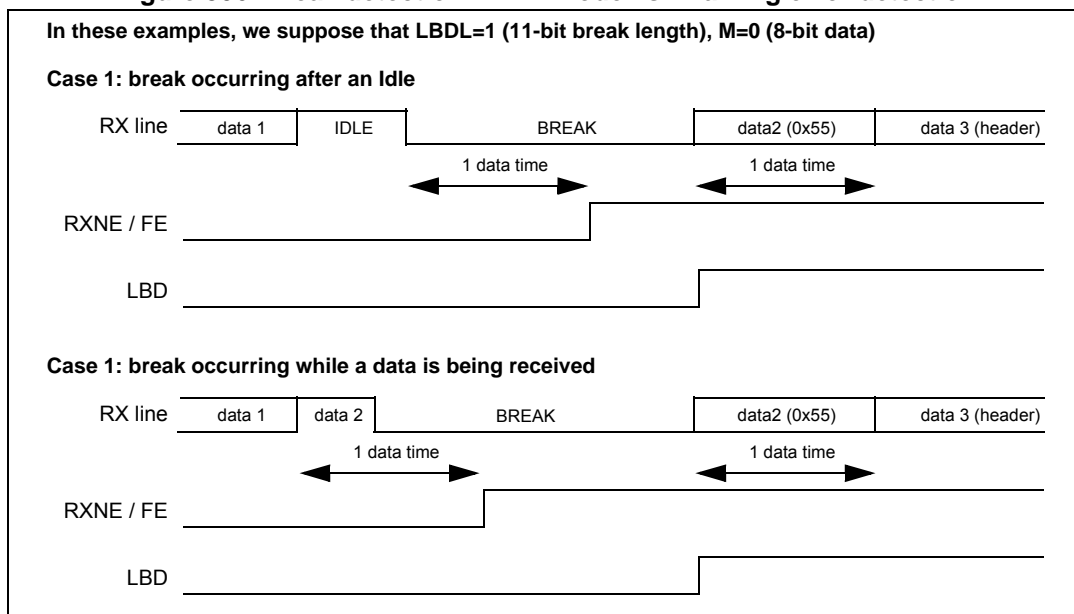 In these examples, we suppose that LBDL=1 (11-bit break length), M=0 (8-bit data)
Case 1: break occurring after an Idle
RX line data 1 IDLE BREAK data2 (0x55) data 3 (header)
1 data time 1 data time
RXNE / FE
LBD
Case 1: break occurring while a data is being received
RX line data 1 data 2 BREAK data2 (0x55) data 3 (header)
1 data time 1 data time
RXNE / FE
LBD